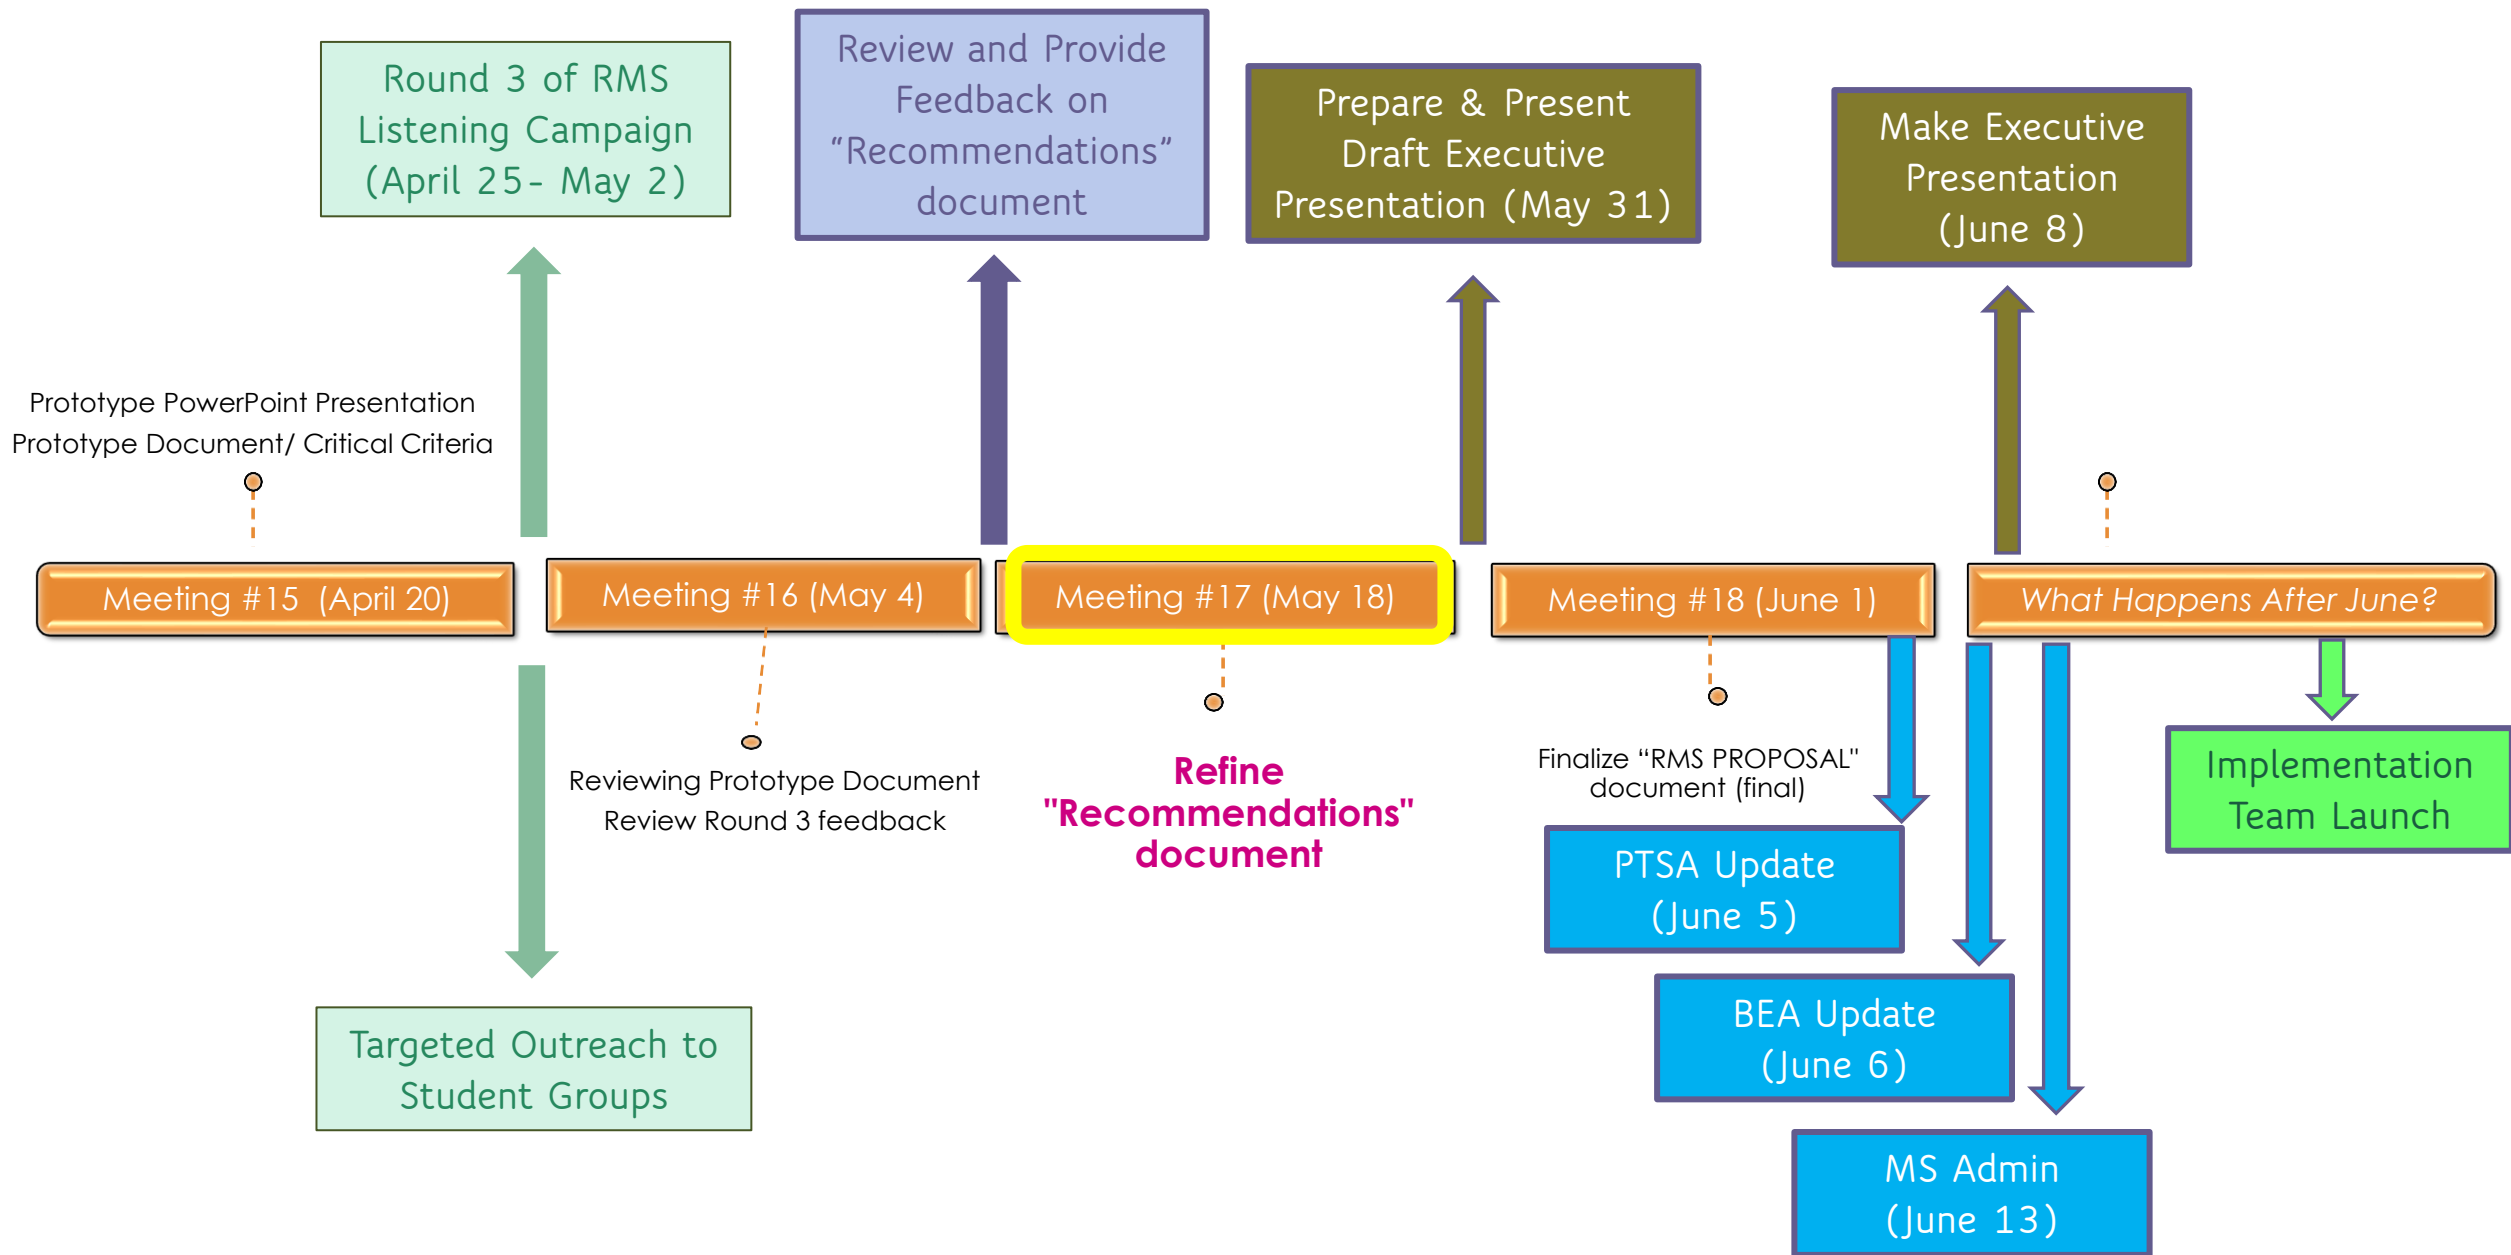 Round 3 of RMS
Listening Campaign
(April 25- May 2)
Review and Provide
Feedback on
“Recommendations”
document
Prepare & Present
Draft Executive
Presentation (May 31)
Make Executive
Presentation
(June 8)
Prototype PowerPoint Presentation
Prototype Document/ Critical Criteria
Meeting #15 (April 20)
Meeting #16 (May 4)
Meeting #17 (May 18)
Meeting #18 (June 1)
What Happens After June?
Reviewing Prototype Document
Review Round 3 feedback
Refine
"Recommendations"
document
Finalize “RMS PROPOSAL"
document (final)
Implementation
Team Launch
PTSA Update
(June 5)
BEA Update
(June 6)
MS Admin
(June 13)
Targeted Outreach to
Student Groups